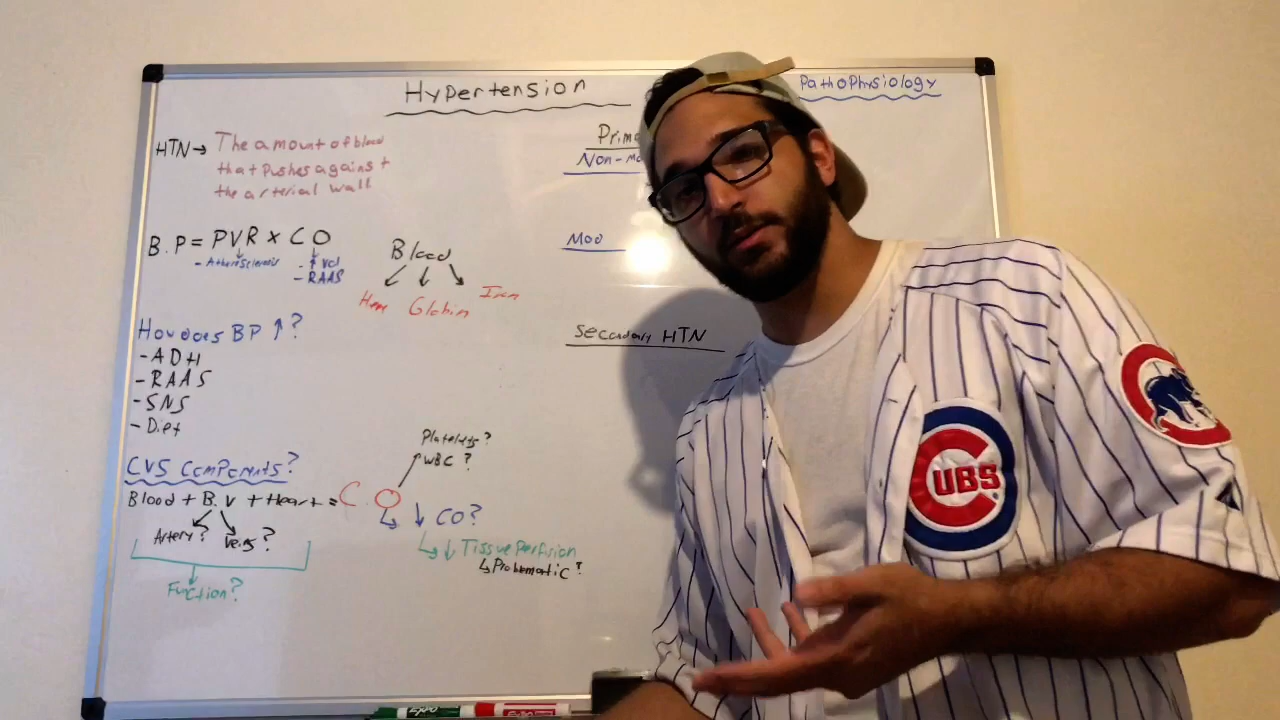 Hypertension
Pathophysiology
HTN → The amount of blood
that pushes against
the arterial wall
B.P = PVR x CO
- Atherosclerosis
- ↑ Vol
- RAAS
Blood
Globin
Iron
How does BP ↑?
- ADH
- RAAS
- SNS
- Diet
CVS Components?
Blood + B.V + Heart = C.O
Artery? Veins?
Function?
Platelets?
WBC?
↓ CO?
↓ Tissue Perfusion
↳ Problematic?
Prim
Non-mo
Mod
Secondary HTN
CUBS
EXPO